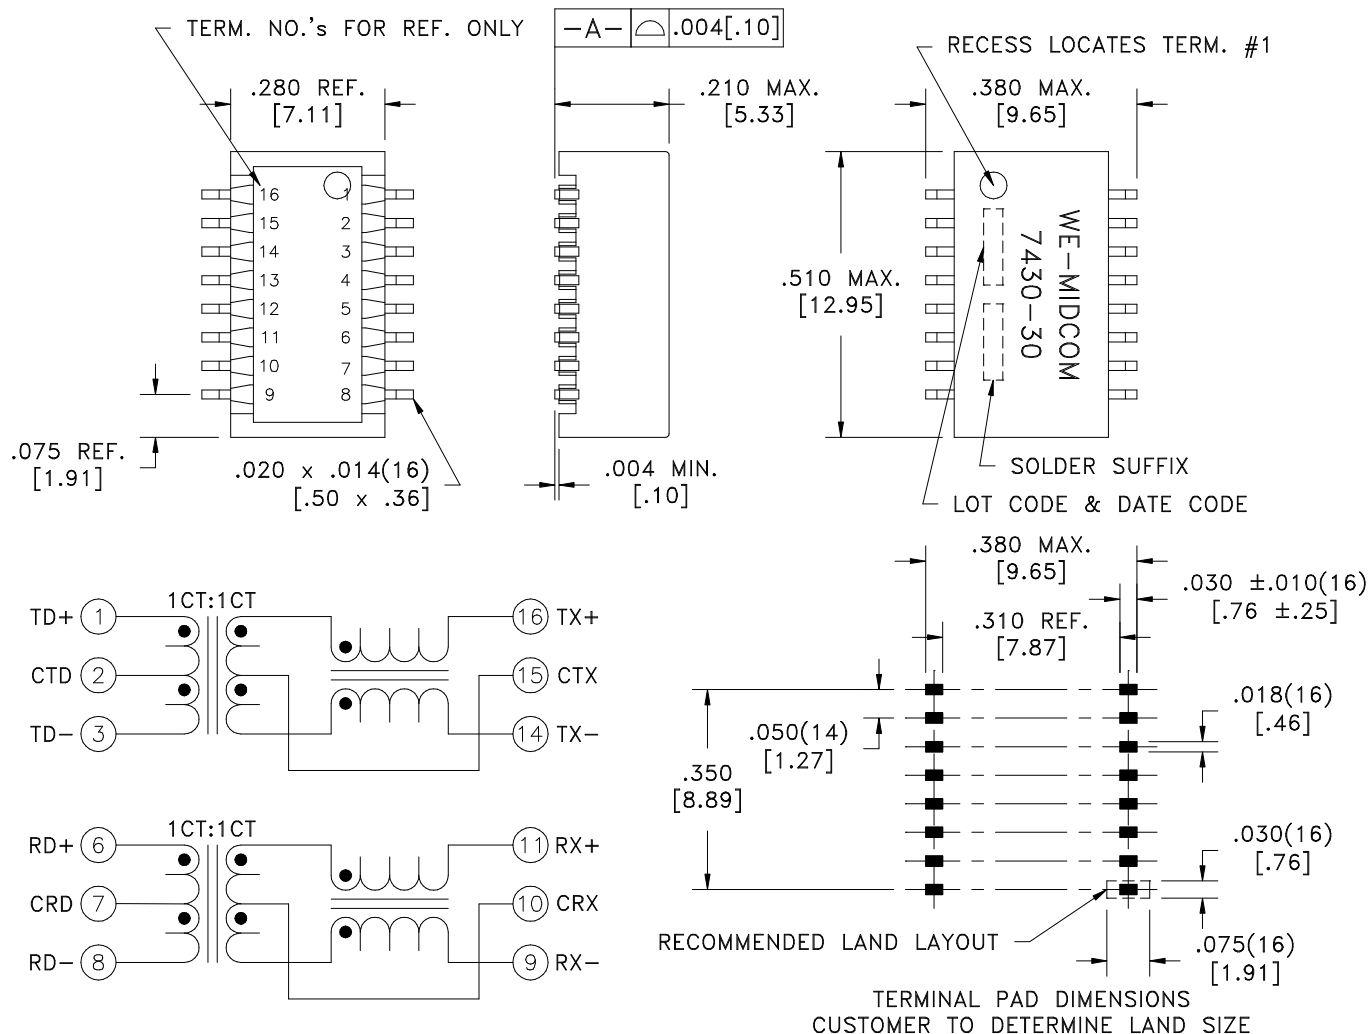 TERM. NO.'s FOR REF. ONLY
-A- .004[.10]
RECESS LOCATES TERM. #1
.280 REF.
[7.11]
.210 MAX.
[5.33]
.380 MAX.
[9.65]
16 1
15 2
14 3
13 4
12 5
11 6
10 7
9 8
.075 REF.
[1.91]
.020 x .014(16)
[.50 x .36]
.004 MIN.
[.10]
.510 MAX.
[12.95]
WE-MIDCOM
7430-30
SOLDER SUFFIX
LOT CODE & DATE CODE
1CT:1CT
TD+ 1
CTD 2
TD- 3
16 TX+
15 CTX
14 TX-
1CT:1CT
RD+ 6
CRD 7
RD- 8
11 RX+
10 CRX
9 RX-
.380 MAX.
[9.65]
.030 ±.010(16)
[.76 ±.25]
.310 REF.
[7.87]
.018(16)
[.46]
.050(14)
[1.27]
.350
[8.89]
.030(16)
[.76]
RECOMMENDED LAND LAYOUT
.075(16)
[1.91]
TERMINAL PAD DIMENSIONS
CUSTOMER TO DETERMINE LAND SIZE